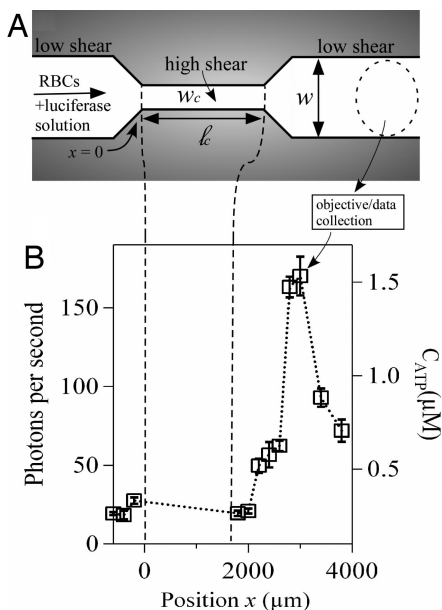 A
low shear
low shear
high shear
RBCs
+luciferase
solution
w_c
w
x = 0
ℓ_c
objective/data
collection
B
Photons per second
150
100
50
0
1.5
1.0
0.5
C_ATP(μM)
0
2000
4000
Position x (μm)